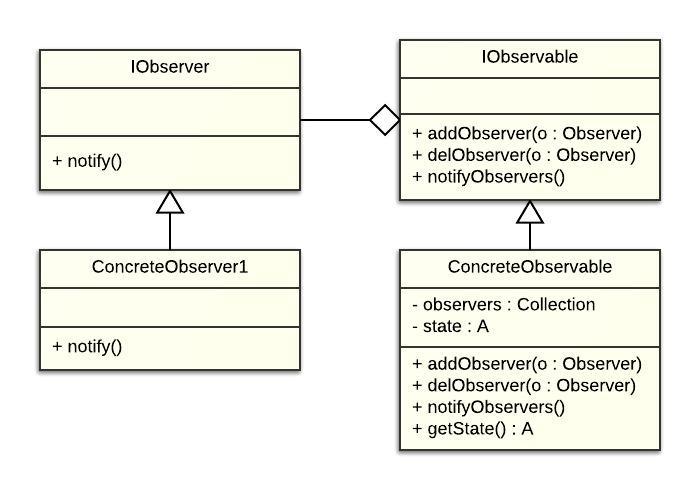 IObserver
+ notify()
IObservable
+ addObserver(o : Observer)
+ delObserver(o : Observer)
+ notifyObservers()
ConcreteObserver1
+ notify()
ConcreteObservable
- observers : Collection
- state : A
+ addObserver(o : Observer)
+ delObserver(o : Observer)
+ notifyObservers()
+ getState() : A